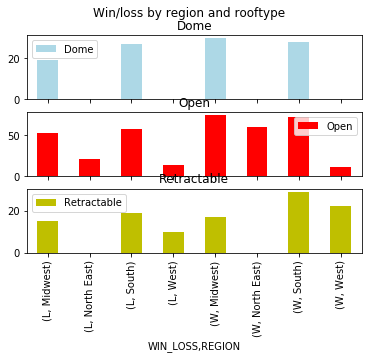 Win/loss by region and rooftype
Dome
20
0
Dome
Open
50
0
Open
Retractable
20
0
Retractable
(L, Midwest)
(L, North East)
(L, South)
(L, West)
(W, Midwest)
(W, North East)
(W, South)
(W, West)
WIN_LOSS,REGION